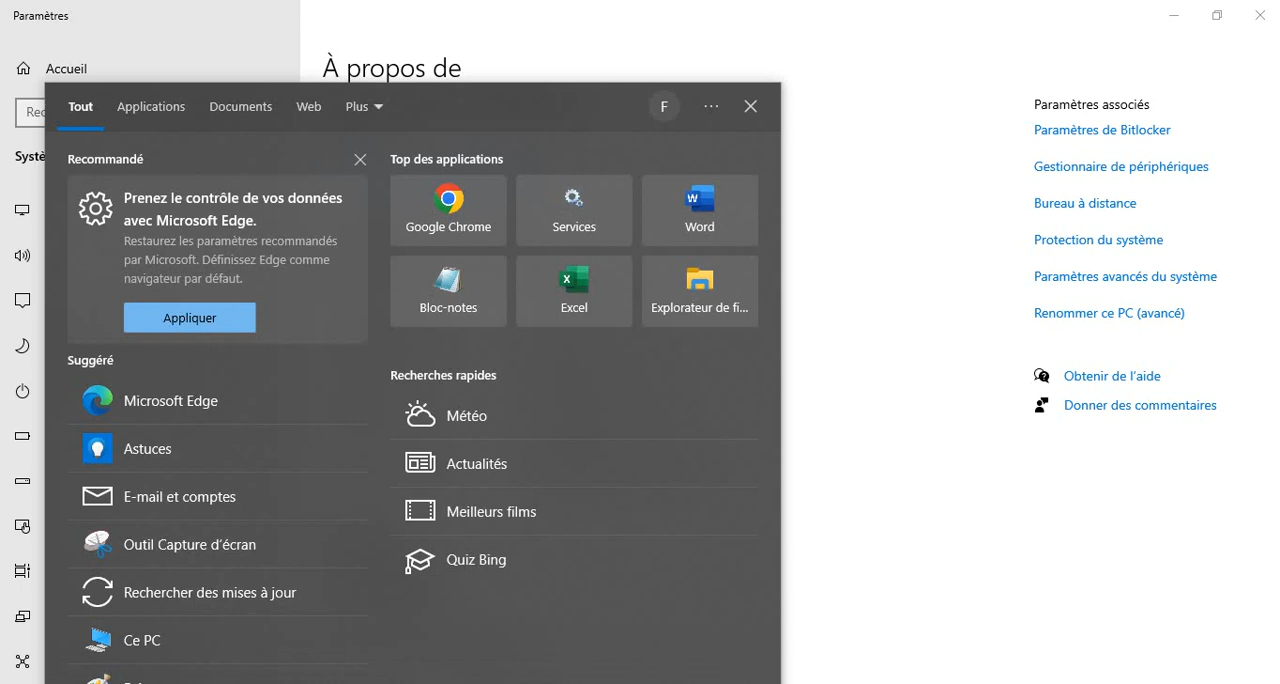 Paramètres
Accueil
À propos de
Rec
Systè
Tout
Applications
Documents
Web
Plus
F
Recommandé
Prenez le contrôle de vos données
avec Microsoft Edge.
Restaurez les paramètres recommandés
par Microsoft. Définissez Edge comme
navigateur par défaut.
Appliquer
Suggéré
Microsoft Edge
Astuces
E-mail et comptes
Outil Capture d'écran
Rechercher des mises à jour
Ce PC
Top des applications
Google Chrome
Services
Word
Bloc-notes
Excel
Explorateur de fi...
Recherches rapides
Météo
Actualités
Meilleurs films
Quiz Bing
Paramètres associés
Paramètres de Bitlocker
Gestionnaire de périphériques
Bureau à distance
Protection du système
Paramètres avancés du système
Renommer ce PC (avancé)
Obtenir de l'aide
Donner des commentaires